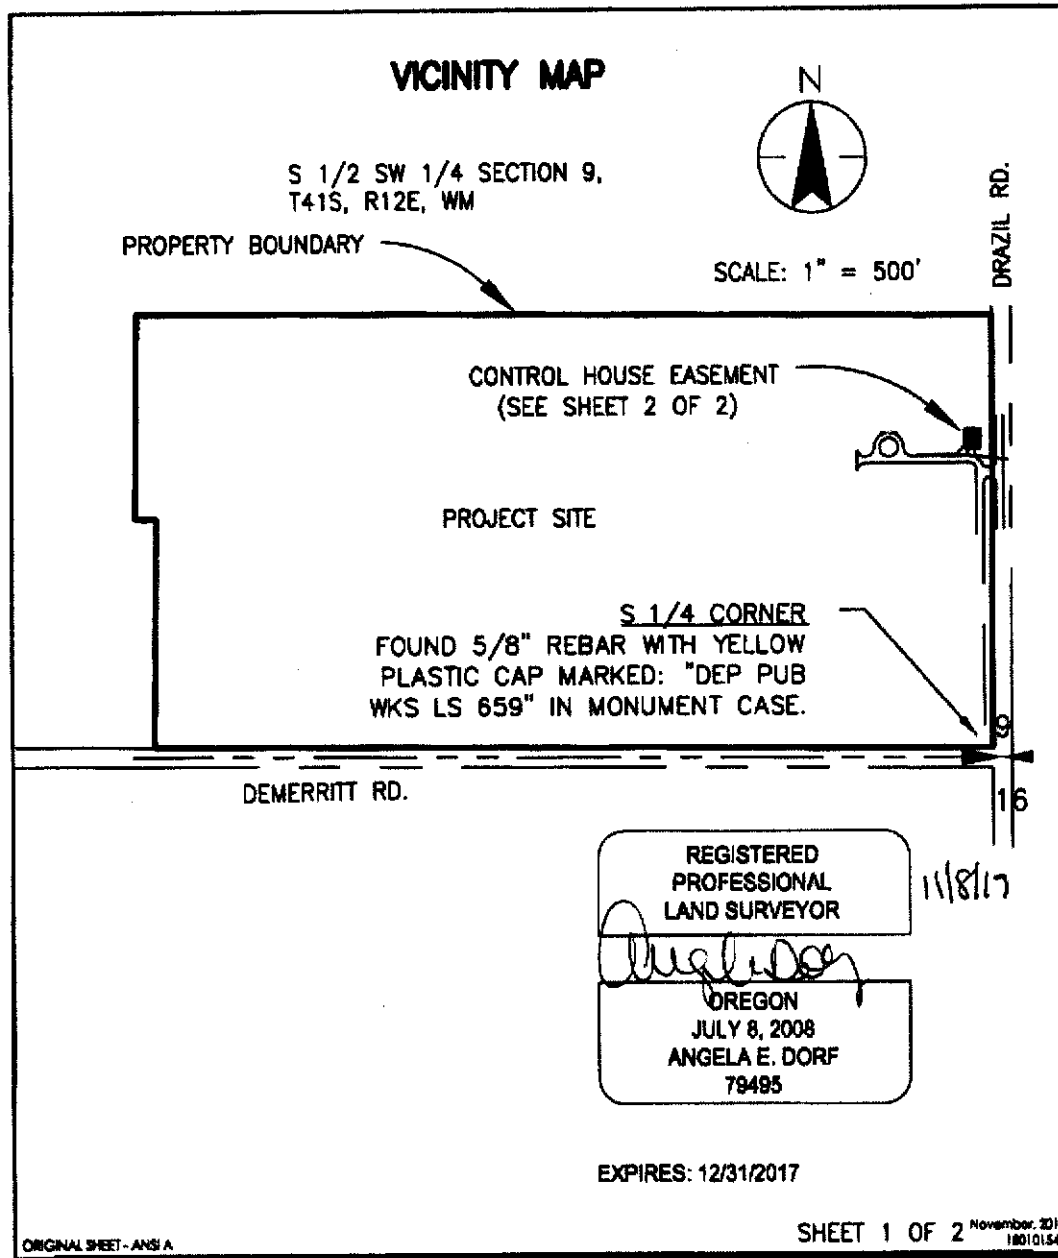 VICINITY MAP
N
S 1/2 SW 1/4 SECTION 9,
T41S, R12E, WM
PROPERTY BOUNDARY
SCALE: 1" = 500'
DRAZIL RD.
CONTROL HOUSE EASEMENT
(SEE SHEET 2 OF 2)
PROJECT SITE
S 1/4 CORNER
FOUND 5/8" REBAR WITH YELLOW
PLASTIC CAP MARKED: "DEP PUB
WKS LS 659" IN MONUMENT CASE.
9
16
DEMERRITT RD.
REGISTERED
PROFESSIONAL
LAND SURVEYOR
11/8/17
OREGON
JULY 8, 2008
ANGELA E. DORF
79495
EXPIRES: 12/31/2017
SHEET 1 OF 2
November, 201
ORIGINAL SHEET - ANSI A